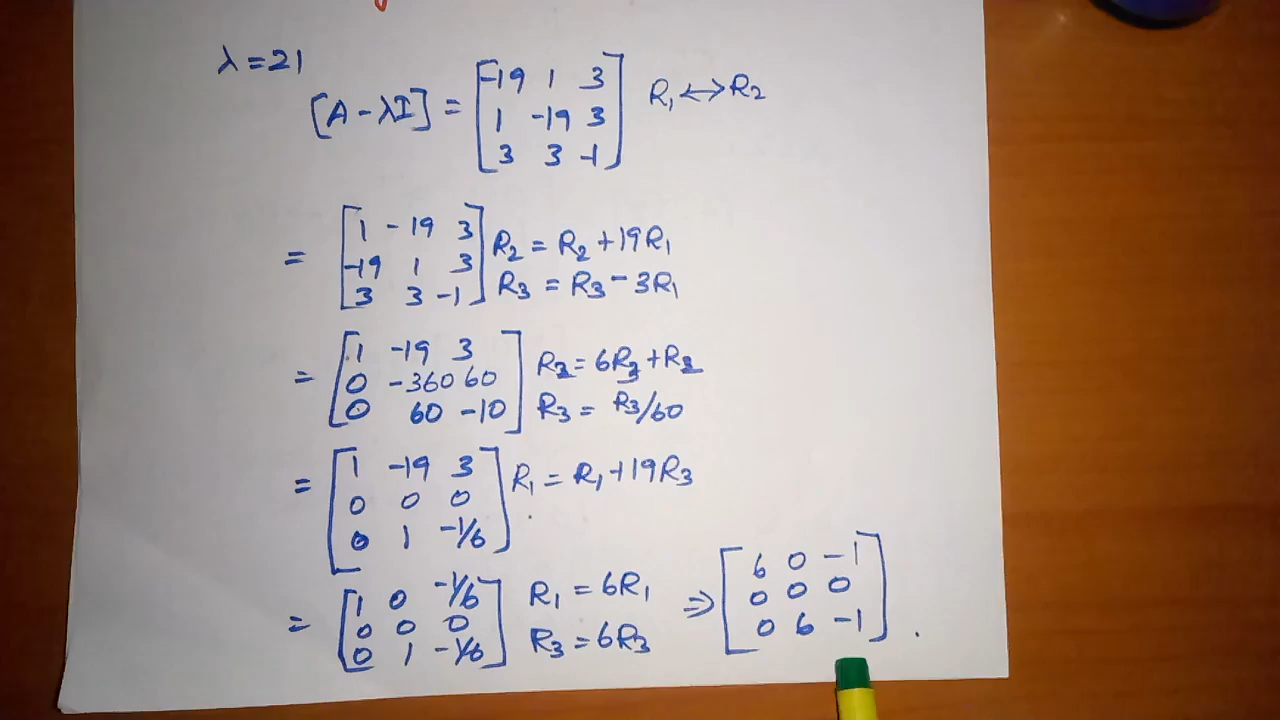 λ=21
[A-λI] = [-19 1 3 R1 ↔ R2
1 -19 3
3 3 -1]
= [1 -19 3
-19 1 3 R2 = R2 +19R1
3 3 -1] R3 = R3 - 3R1
= [1 -19 3
0 -360 60 R2 = 6R3 + R2
0 60 -10] R3 = R3/60
= [1 -19 3 R1 = R1 +19R3
0 0 0
0 1 -1/6]
= [1 0 -1/6 R1 = 6R1
0 0 0
0 1 -1/6] R3 = 6R3
⇒ [6 0 -1
0 0 0
0 6 -1].